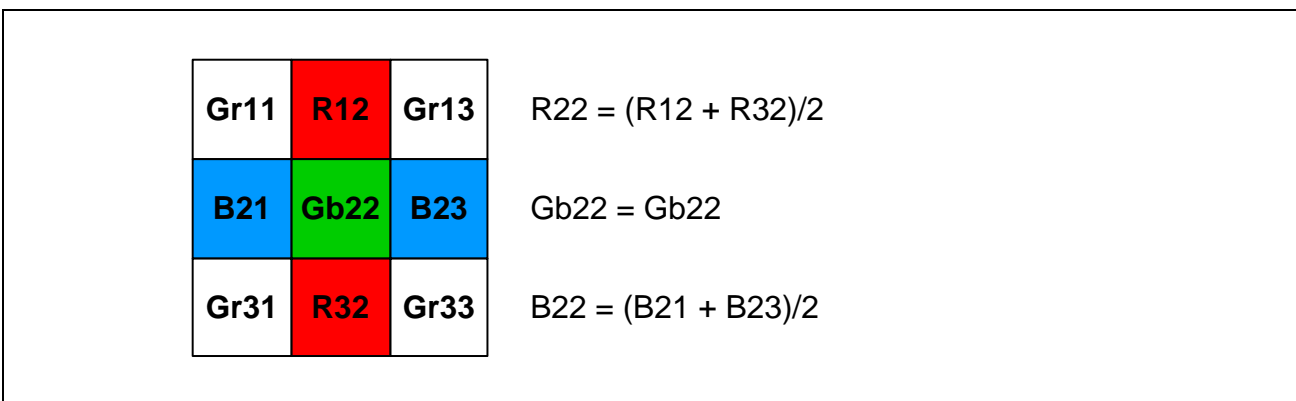 Gr11 R12 Gr13 R22 = (R12 + R32)/2
B21 Gb22 B23 Gb22 = Gb22
Gr31 R32 Gr33 B22 = (B21 + B23)/2